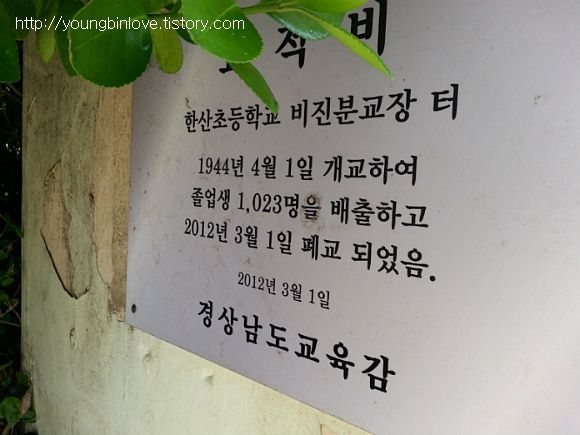 http://youngbinlove.tistory.com
적 비
한산초등학교 비진분교장 터
1944년 4월 1일 개교하여
졸업생 1,023명을 배출하고
2012년 3월 1일 폐교 되었음.
2012년 3월 1일
경상남도교육감